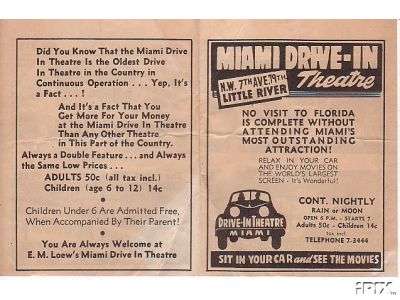 Did You Know That the Miami Drive
In Theatre Is the Oldest Drive
In Theatre in the Country in
Continuous Operation . . . Yep, It's
a Fact . . . !
And It's a Fact That You
Get More For Your Money
at the Miami Drive In Theatre
Than Any Other Theatre
in This Part of the Country.
Always a Double Feature . . . and Always
the Same Low Prices . . . .
ADULTS 50c (all tax incl.)
Children (age 6 to 12) 14c
•
Children Under 6 Are Admitted Free,
When Accompanied By Their Parent!
•
You Are Always Welcome at
E. M. Loew's Miami Drive In Theatre
MIAMI DRIVE-IN
Theatre
N.W. 7TH AVE. 79TH ST.
LITTLE RIVER
NO VISIT TO FLORIDA
IS COMPLETE WITHOUT
ATTENDING MIAMI'S
MOST OUTSTANDING
ATTRACTION!
RELAX IN YOUR CAR
AND ENJOY MOVIES ON
THE WORLD'S LARGEST
SCREEN - It's Wonderful!
CONT. NIGHTLY
RAIN or MOON
OPEN 6 P.M. - STARTS 7
Adults 50c - Children 14c
tax incl.
TELEPHONE 7-3444
DRIVE-IN THEATRE
MIAMI
SIT IN YOUR CAR and SEE THE MOVIES